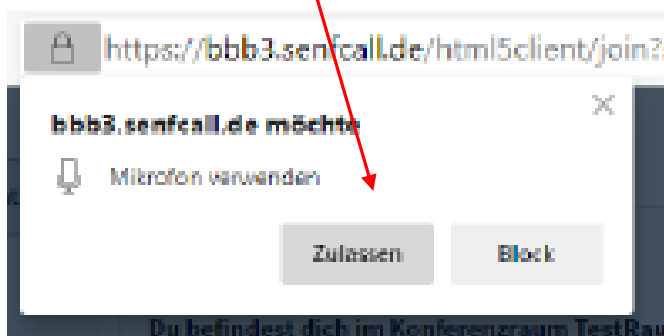 https://bbb3.senfcall.de/html5client/join?
bbb3.senfcall.de möchte
Mikrofon verwenden
Zulassen
Block
Du befindest dich im Konferenzraum TestRau